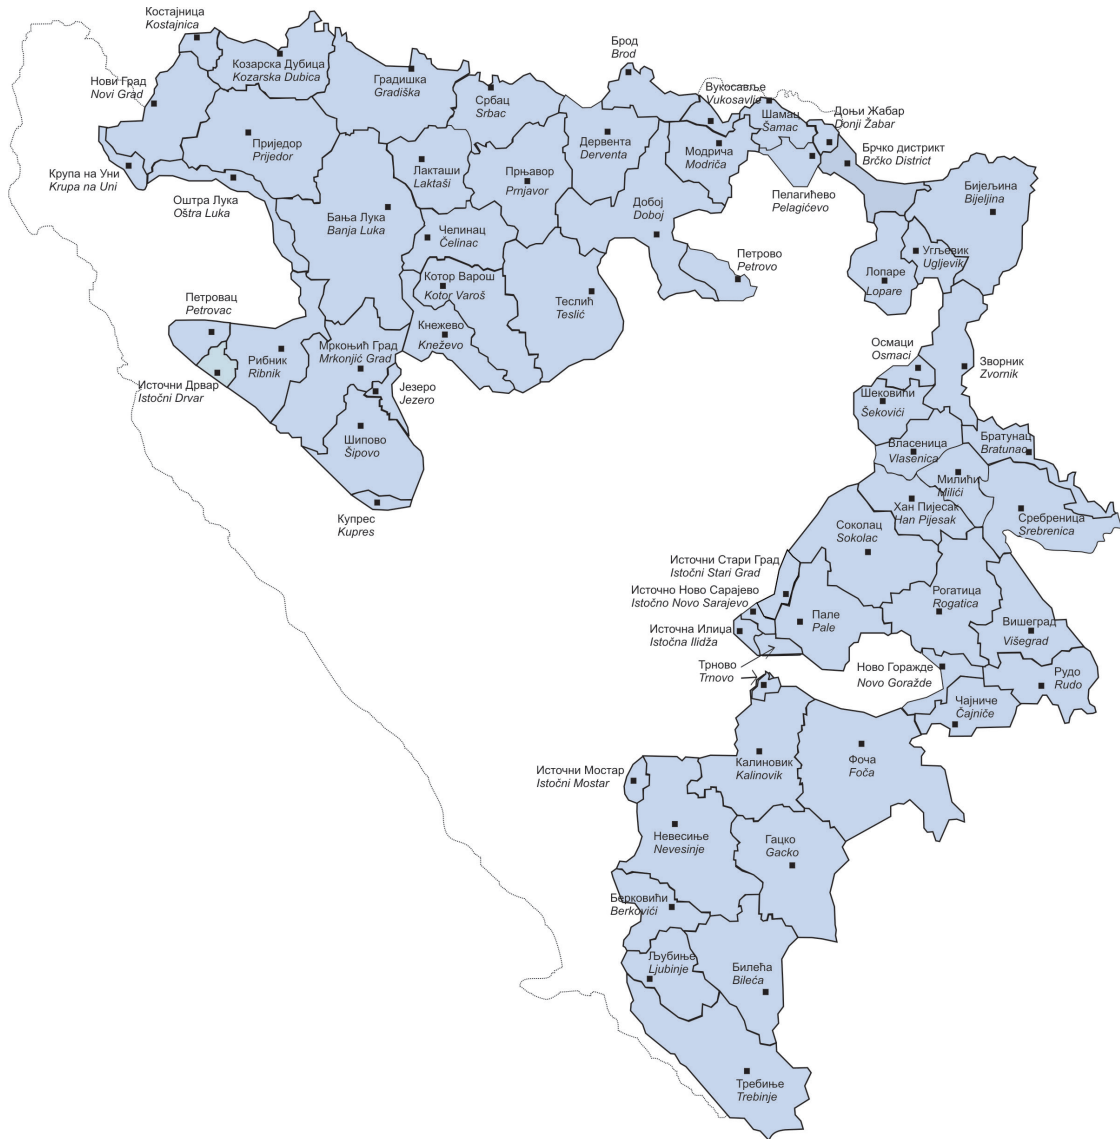 Костајница
Kostajnica
Козарска Дубица
Kozarska Dubica
Нови Град
Novi Grad
Градишка
Gradiška
Србац
Srbac
Брод
Brod
Вукосавље
Vukosavlje
Шамац
Šamac
Доњи Жабар
Donji Žabar
Брчко дистрикт
Brčko District
Приједор
Prijedor
Крупа на Уни
Krupa na Uni
Оштра Лука
Oštra Luka
Лакташи
Laktaši
Прњавор
Prnjavor
Дервента
Derventa
Модрича
Modriča
Пелагићево
Pelagićevo
Бијељина
Bijeljina
Бања Лука
Banja Luka
Челинац
Čelinac
Добој
Doboj
Угљевик
Ugljevik
Лопаре
Lopare
Петрово
Petrovo
Котор Варош
Kotor Varoš
Теслић
Teslić
Петровац
Petrovac
Кнежево
Kneževo
Рибник
Ribnik
Мркоњић Град
Mrkonjić Grad
Источни Дрвар
Istočni Drvar
Језеро
Jezero
Шипово
Šipovo
Купрес
Kupres
Осмаци
Osmaci
Зворник
Zvornik
Шековићи
Šekovići
Власеница
Vlasenica
Братунац
Bratunac
Милићи
Milići
Хан Пијесак
Han Pijesak
Сребреница
Srebrenica
Соколац
Sokolac
Источни Стари Град
Istočni Stari Grad
Источно Ново Сарајево
Istočno Novo Sarajevo
Источна Илиџа
Istočna Ilidža
Пале
Pale
Рогатица
Rogatica
Вишеград
Višegrad
Трново
Trnovo
Ново Горажде
Novo Goražde
Рудо
Rudo
Чајниче
Čajniče
Калиновик
Kalinovik
Фоча
Foča
Источни Мостар
Istočni Mostar
Невесиње
Nevesinje
Гацко
Gacko
Берковићи
Berkovići
Љубиње
Ljubinje
Билећа
Bileća
Требиње
Trebinje